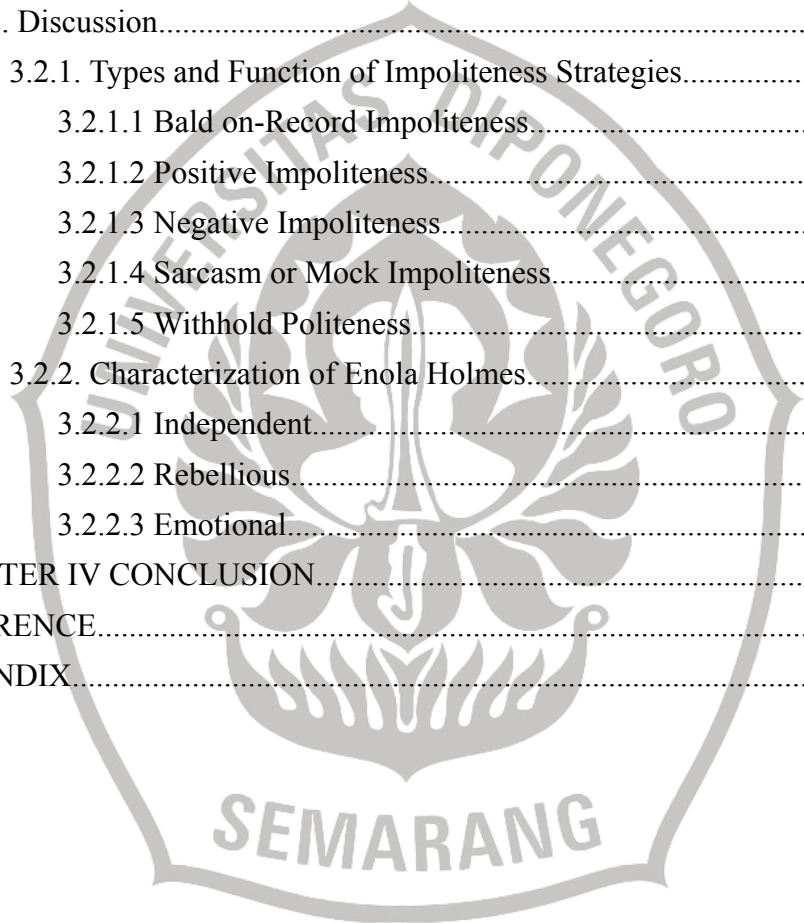 . Discussion................................................................................
3.2.1. Types and Function of Impoliteness Strategies...............
3.2.1.1 Bald on-Record Impoliteness...................................
3.2.1.2 Positive Impoliteness................................................
3.2.1.3 Negative Impoliteness..............................................
3.2.1.4 Sarcasm or Mock Impoliteness................................
3.2.1.5 Withhold Politeness..................................................
3.2.2. Characterization of Enola Holmes...................................
3.2.2.1 Independent..............................................................
3.2.2.2 Rebellious.................................................................
3.2.2.3 Emotional.................................................................
TER IV CONCLUSION.............................................................
RENCE.........................................................................................
NDIX............................................................................................
UNIVERSITAS DIPONEGORO
SEMARANG